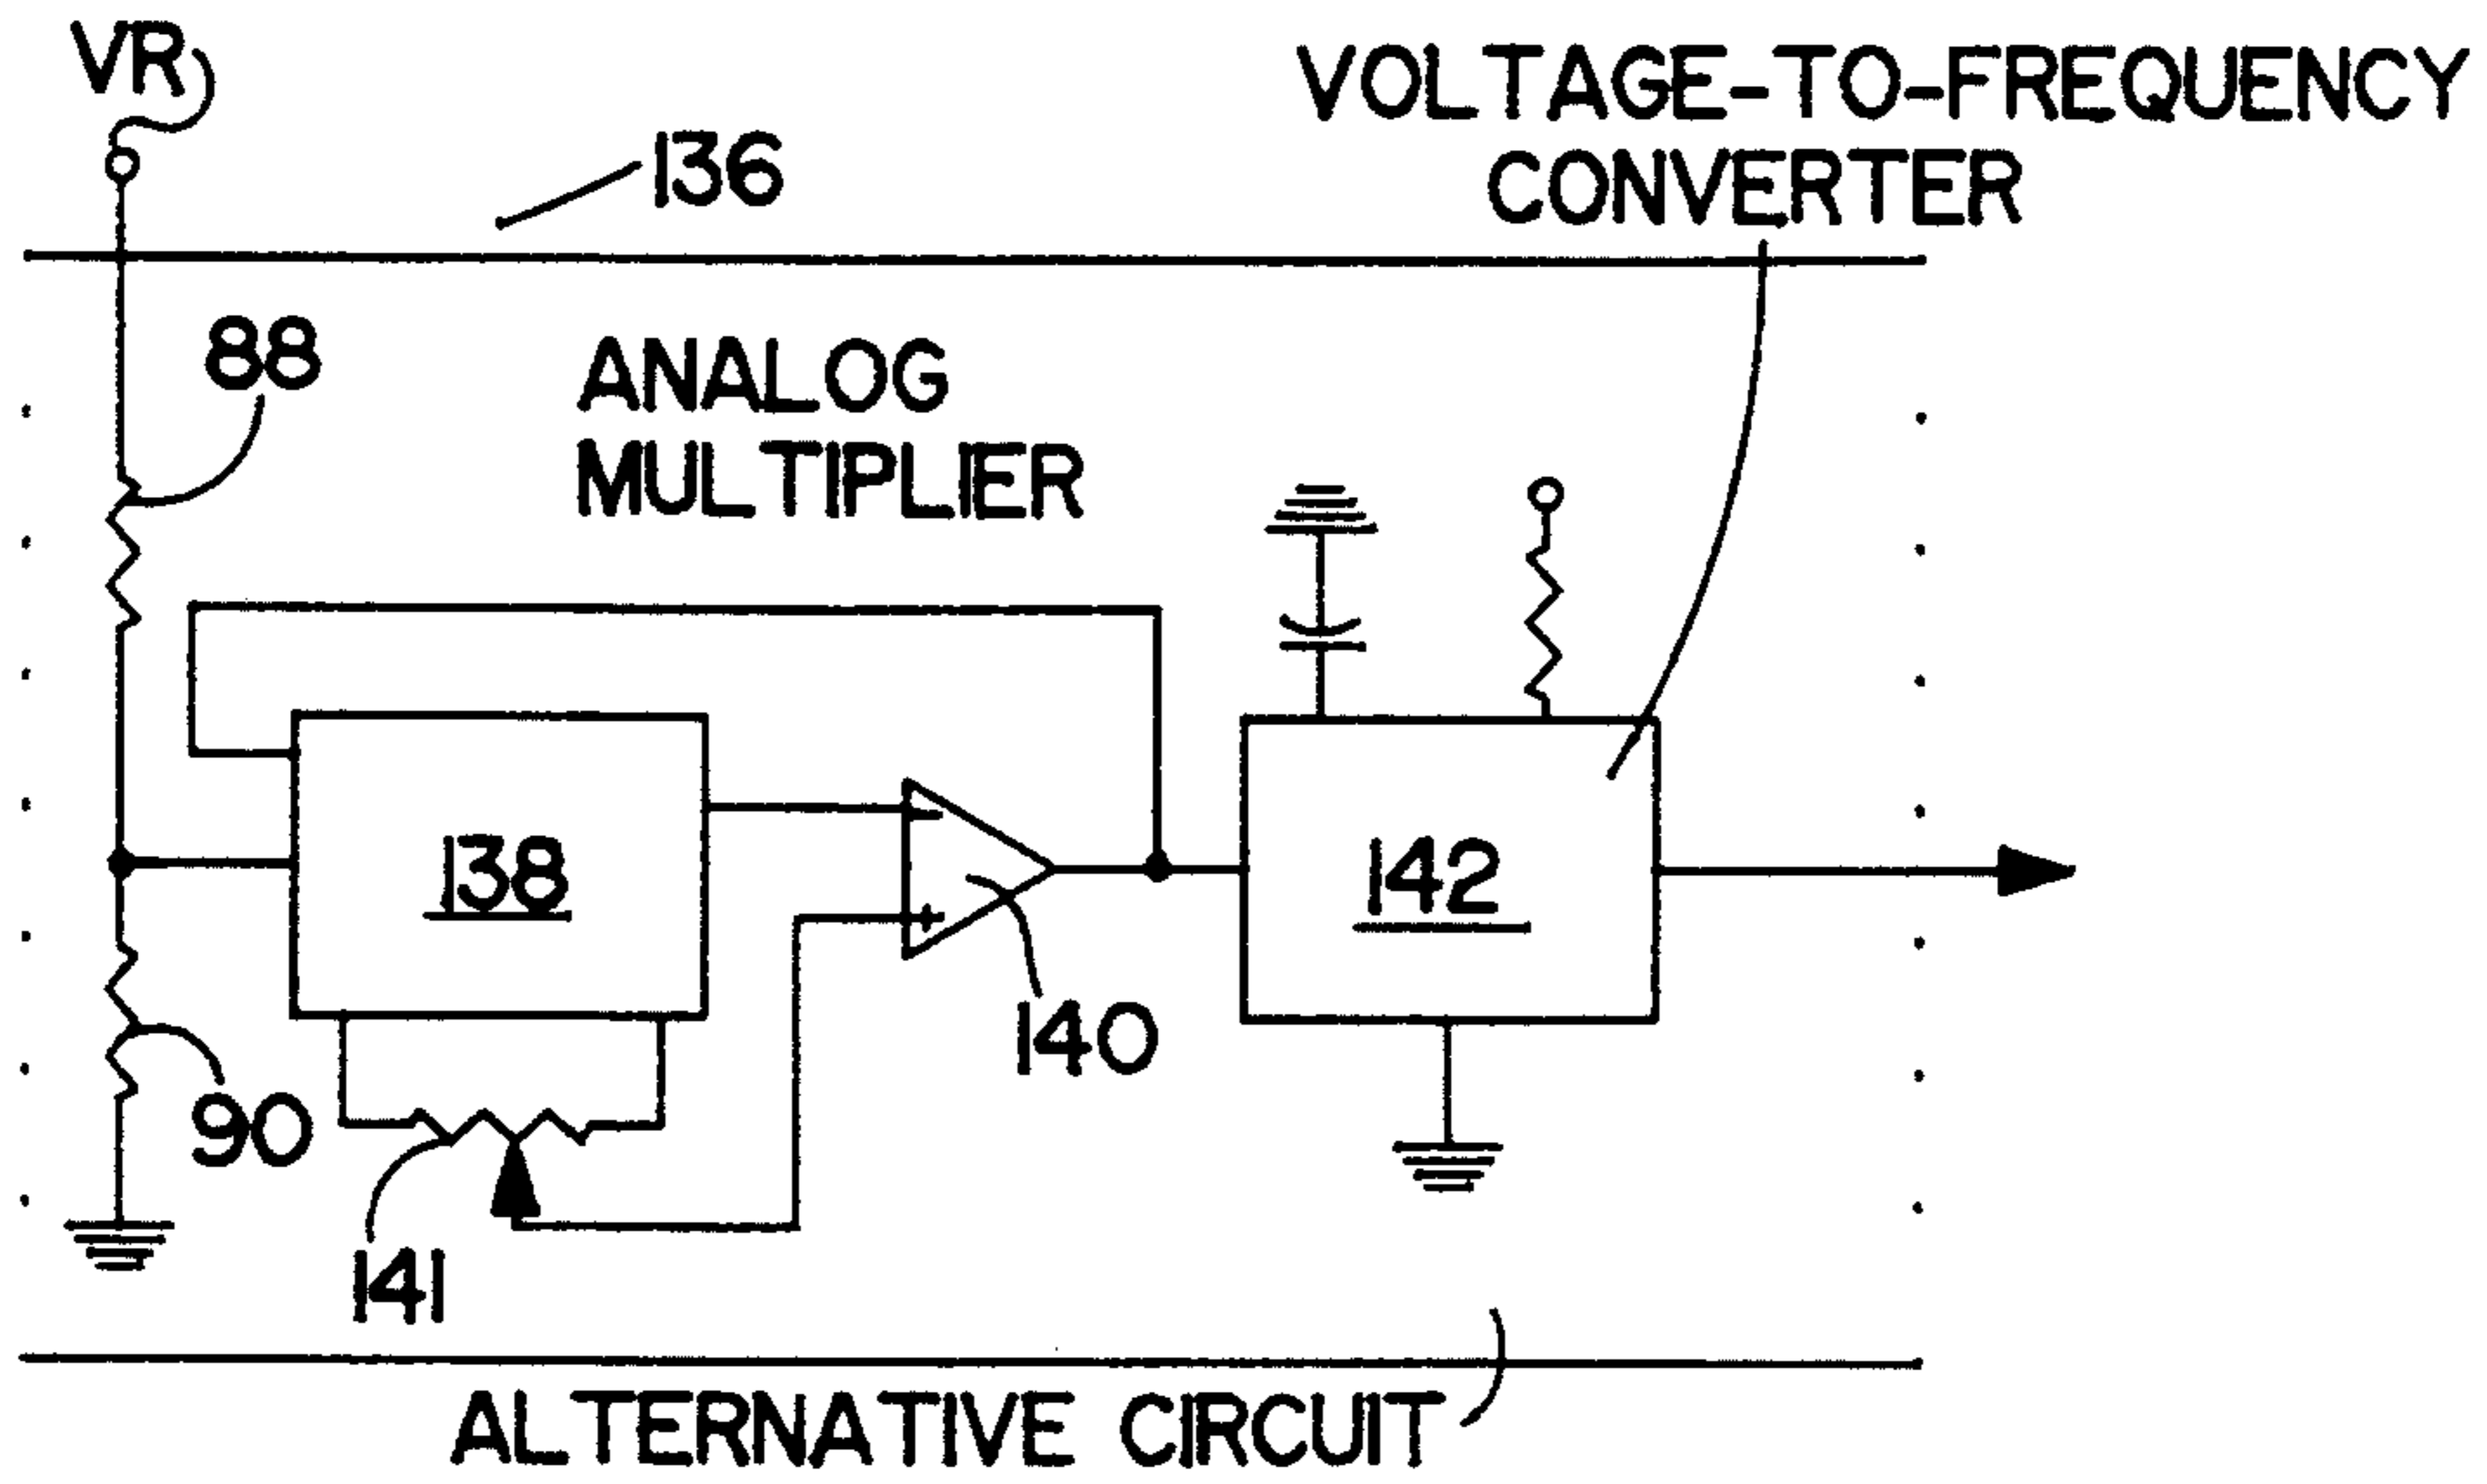 VR
136
VOLTAGE-TO-FREQUENCY
CONVERTER
88
ANALOG
MULTIPLIER
138
142
140
90
141
ALTERNATIVE CIRCUIT